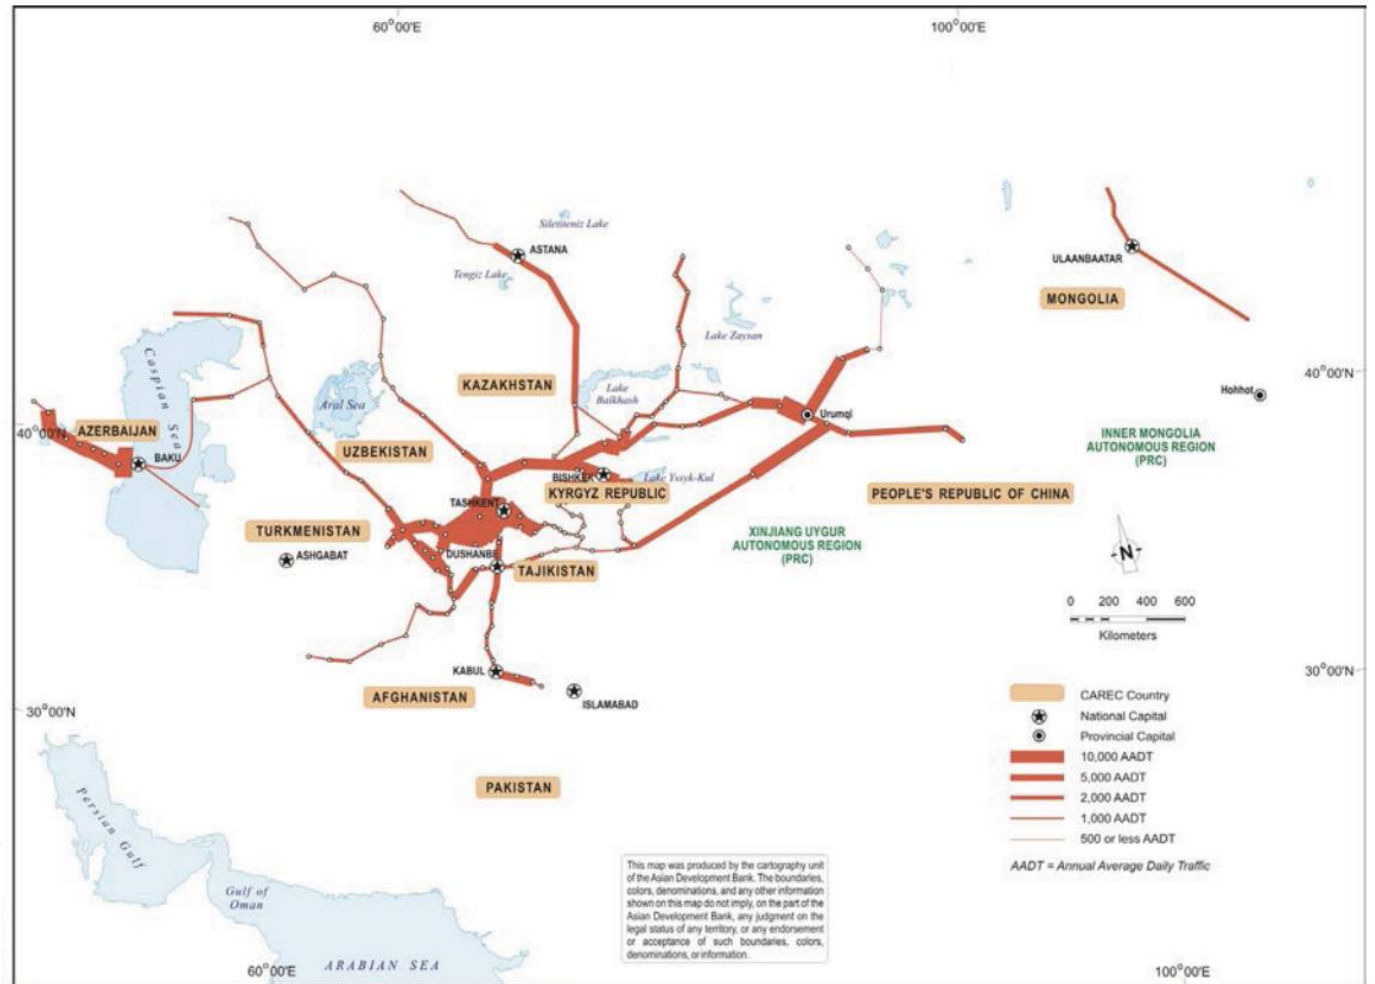 60°00'E
100°00'E
Siletiteniz Lake
ASTANA
ULAANBAATAR
Tengiz Lake
MONGOLIA
Lake Zaysan
Caspian Sea
KAZAKHSTAN
Lake
Balkhash
40°00'N
Hohhot
Aral Sea
Urumqi
40°00'N
AZERBAIJAN
INNER MONGOLIA
AUTONOMOUS REGION
(PRC)
UZBEKISTAN
BAKU
BISHKEK
Lake Yssyk-Kul
KYRGYZ REPUBLIC
PEOPLE'S REPUBLIC OF CHINA
TASHKENT
TURKMENISTAN
XINJIANG UYGUR
AUTONOMOUS REGION
(PRC)
ASHGABAT
DUSHANBE
TAJIKISTAN
N
0 200 400 600
Kilometers
KABUL
ISLAMABAD
AFGHANISTAN
30°00'N
30°00'N
CAREC Country
National Capital
Provincial Capital
10,000 AADT
5,000 AADT
2,000 AADT
1,000 AADT
500 or less AADT
AADT = Annual Average Daily Traffic
PAKISTAN
Persian Gulf
Gulf of
Oman
ARABIAN SEA
This map was produced by the cartography unit
of the Asian Development Bank. The boundaries,
colors, denominations, and any other information
shown on this map do not imply, on the part of the
Asian Development Bank, any judgment on the
legal status of any territory, or any endorsement
or acceptance of such boundaries, colors,
denominations, or information.
60°00'E
100°00'E